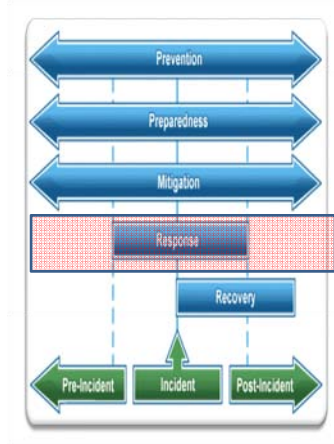 Prevention
Preparedness
Mitigation
Response
Recovery
Pre-Incident Incident Post-Incident